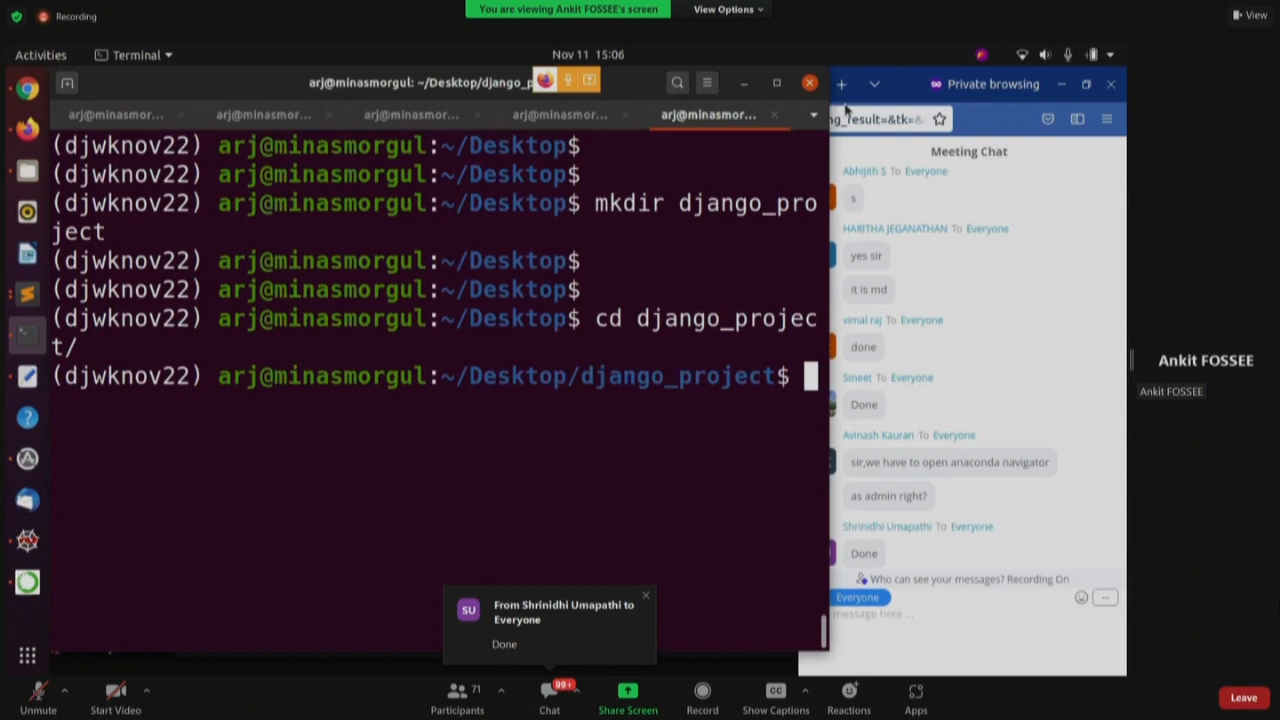 Recording
You are viewing Ankit FOSSEE's screen
View Options
View
Activities
Terminal
Nov 11 15:06
arj@minasmorgul: ~/Desktop/django_p
Private browsing
arj@minasmor...
arj@minasmor...
arj@minasmor...
arj@minasmor...
arj@minasmor...
ng_result=&tk=&
(djwknov22) arj@minasmorgul:~/Desktop$
(djwknov22) arj@minasmorgul:~/Desktop$
(djwknov22) arj@minasmorgul:~/Desktop$ mkdir django_pro
ject
(djwknov22) arj@minasmorgul:~/Desktop$
(djwknov22) arj@minasmorgul:~/Desktop$
(djwknov22) arj@minasmorgul:~/Desktop$ cd django_projec
t/
(djwknov22) arj@minasmorgul:~/Desktop/django_project$
Meeting Chat
Abhijith S To Everyone
s
HARITHA JEGANATHAN To Everyone
yes sir
it is md
vimal raj To Everyone
done
Smeet To Everyone
Done
Avinash Kauran To Everyone
sir,we have to open anaconda navigator
as admin right?
Shrinidhi Umapathi To Everyone
Done
Who can see your messages? Recording On
Everyone
message here ...
Ankit FOSSEE
Ankit FOSSEE
SU
From Shrinidhi Umapathi to
Everyone
Done
Unmute
Start Video
71
Participants
99+
Chat
Share Screen
Record
CC
Show Captions
Reactions
Apps
Leave